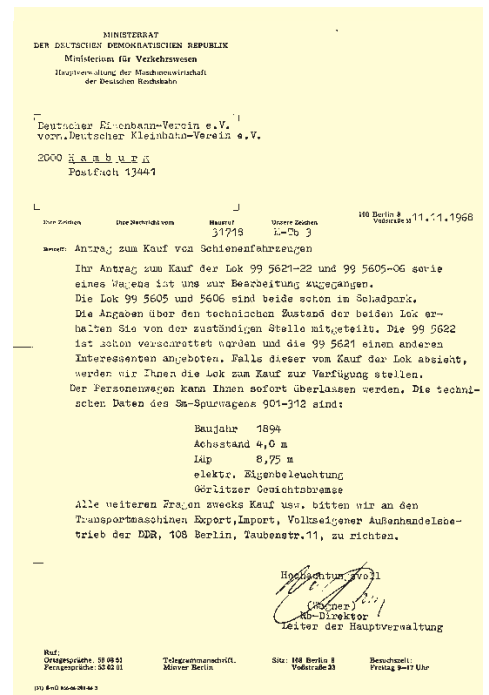 MINISTERRAT
DER DEUTSCHEN DEMOKRATISCHEN REPUBLIK
Ministerium für Verkehrswesen
Hauptverwaltung der Maschinenwirtschaft
der Deutschen Reichsbahn
Deutscher Eisenbahn-Verein e.V.
vorm.Deutscher Kleinbahn-Verein e.V.
2000 H a m b u r g
Postfach 13441
Ihre Zeichen Ihre Nachricht vom Hausruf Unsere Zeichen 108 Berlin 8
Voßstraße 33 11.11.1968
31718 M-Tb 3
Betreff: Antrag zum Kauf von Schienenfahrzeugen
Ihr Antrag zum Kauf der Lok 99 5621-22 und 99 5605-06 sowie
eines Wagens ist uns zur Bearbeitung zugegangen.
Die Lok 99 5605 und 5606 sind beide schon im Schadpark.
Die Angaben über den technischen Zustand der beiden Lok er-
halten Sie von der zuständigen Stelle mitgeteilt. Die 99 5622
ist schon verschrottet worden und die 99 5621 einem anderen
Interessenten angeboten. Falls dieser vom Kauf der Lok absieht,
werden wir Ihnen die Lok zum Kauf zur Verfügung stellen.
Der Personenwagen kann Ihnen sofort überlassen werden. Die techni-
schen Daten des Sm-Spurwagens 901-312 sind:
Baujahr 1894
Achsstand 4,0 m
Lüp 8,75 m
elektr. Eigenbeleuchtung
Görlitzer Gewichtsbremse
Alle weiteren Fragen zwecks Kauf usw. bitten wir an den
Transportmaschinen Export,Import, Volkseigener Außenhandelsbe-
trieb der DDR, 108 Berlin, Taubenstr.11, zu richten.
Hochachtungsvoll
(Wagner)
Rb-Direktor
Leiter der Hauptverwaltung
Ruf:
Ortsgespräche: Telegrammanschrift: Sitz: 108 Berlin 8 Besuchszeit:
Ferngespräche: Minver Berlin Voßstraße 33 Freitag 9-17 Uhr